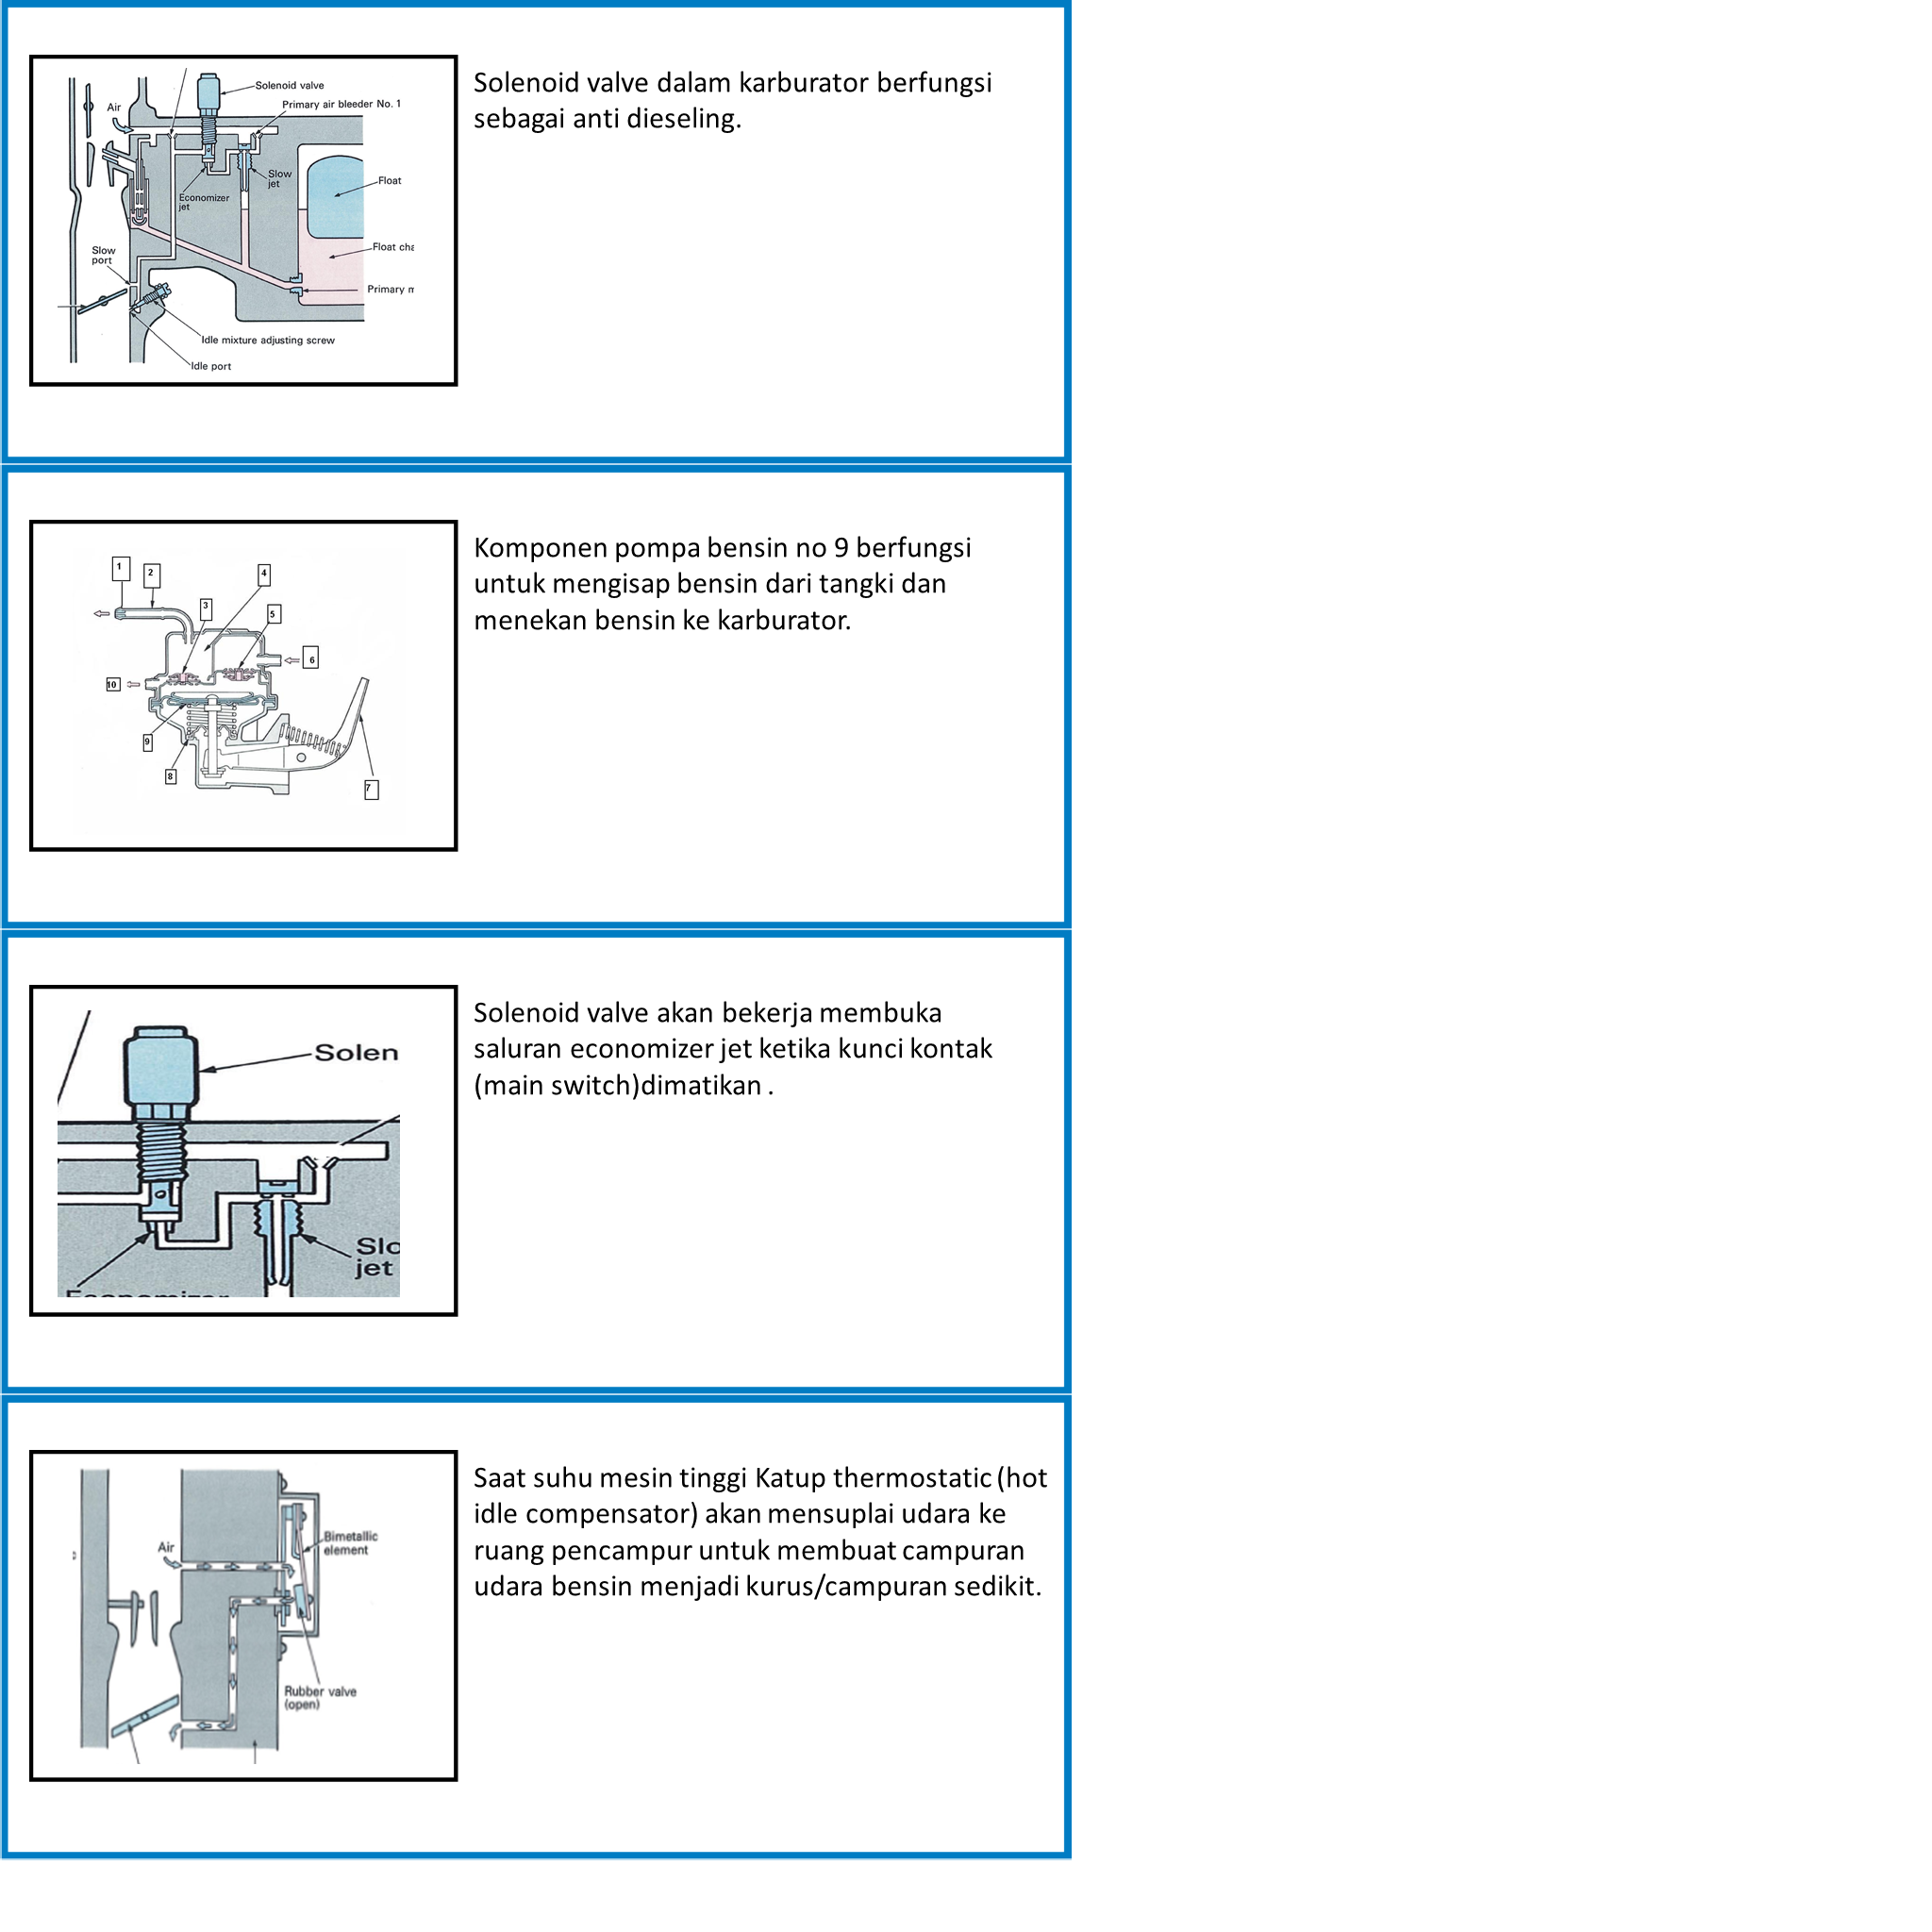 Solenoid valve
Primary air bleeder No. 1
Air
Slow
jet
Economizer
jet
Float
Float cha
Slow
port
Primary m
Idle mixture adjusting screw
Idle port
Solenoid valve dalam karburator berfungsi
sebagai anti dieseling.
1
2
3
4
5
6
10
9
8
7
Komponen pompa bensin no 9 berfungsi
untuk mengisap bensin dari tangki dan
menekan bensin ke karburator.
Solen
Slo
jet
Economizer
Solenoid valve akan bekerja membuka
saluran economizer jet ketika kunci kontak
(main switch)dimatikan .
Air
Bimetallic
element
Rubber valve
(open)
Saat suhu mesin tinggi Katup thermostatic (hot
idle compensator) akan mensuplai udara ke
ruang pencampur untuk membuat campuran
udara bensin menjadi kurus/campuran sedikit.